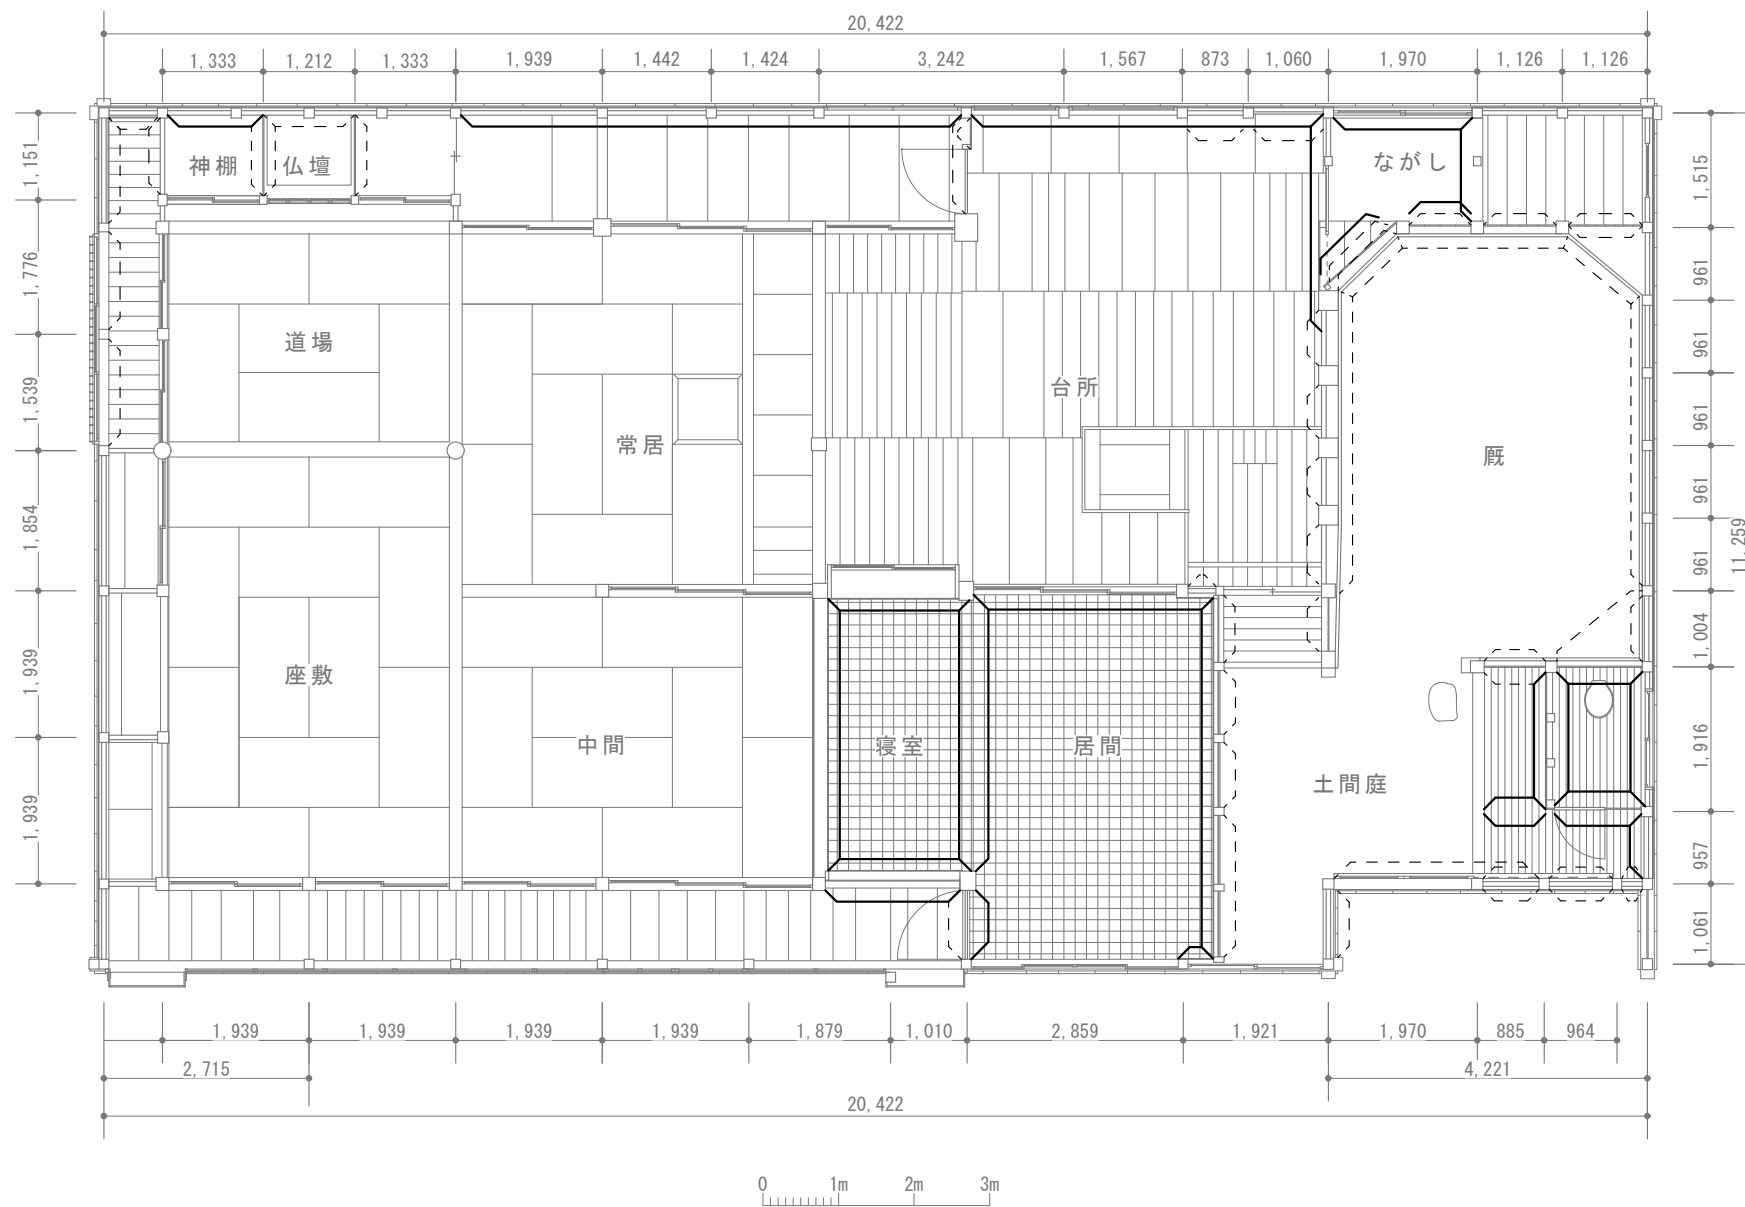 20,422
1,333 1,212 1,333 1,939 1,442 1,424 3,242 1,567 873 1,060 1,970 1,126 1,126
1,151
1,776
1,539
1,854
1,939
1,939
神棚
仏壇
ながし
道場
台所
常居
厩
座敷
中間
寝室
居間
土間庭
1,515
961
961
961
961
961
1,004
1,916
957
1,061
11,259
1,939 1,939 1,939 1,939 1,879 1,010 2,859 1,921 1,970 885 964
2,715 4,221
20,422
0 1m 2m 3m